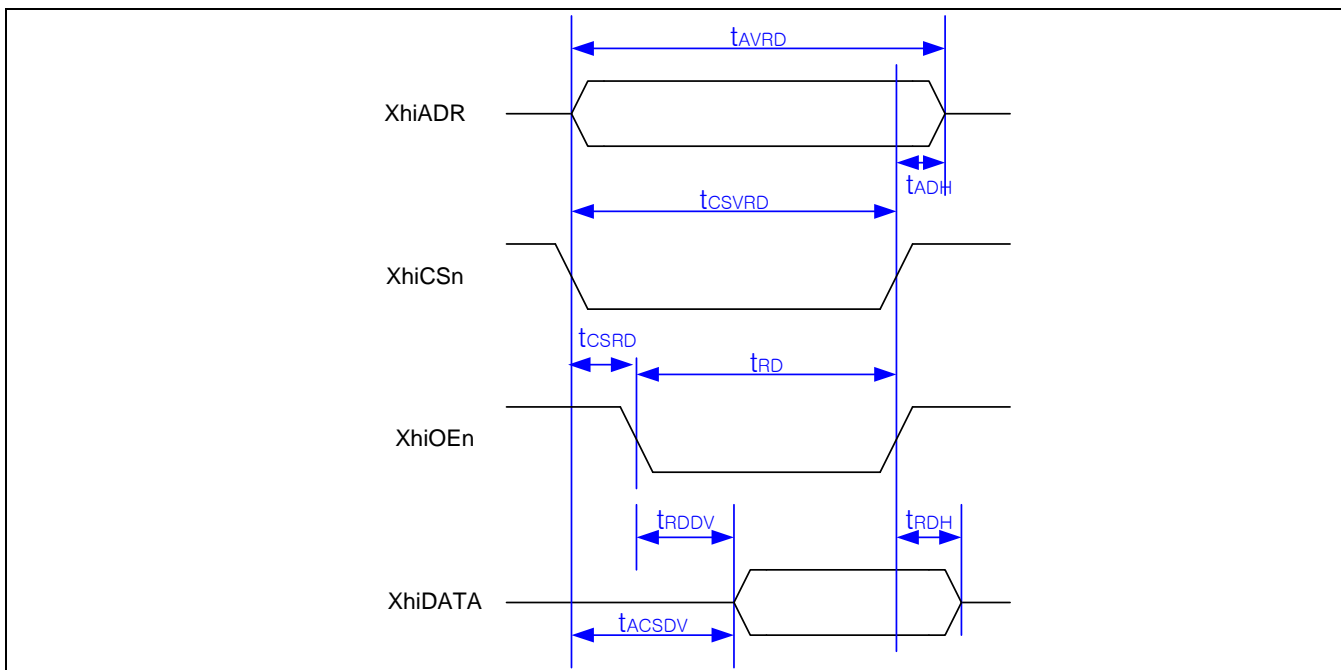 tAVRD
XhiADR
tADH
tCSVRD
XhiCSn
tCSRD
tRD
XhiOEn
tRDDV
tRDH
XhiDATA
tACSDV